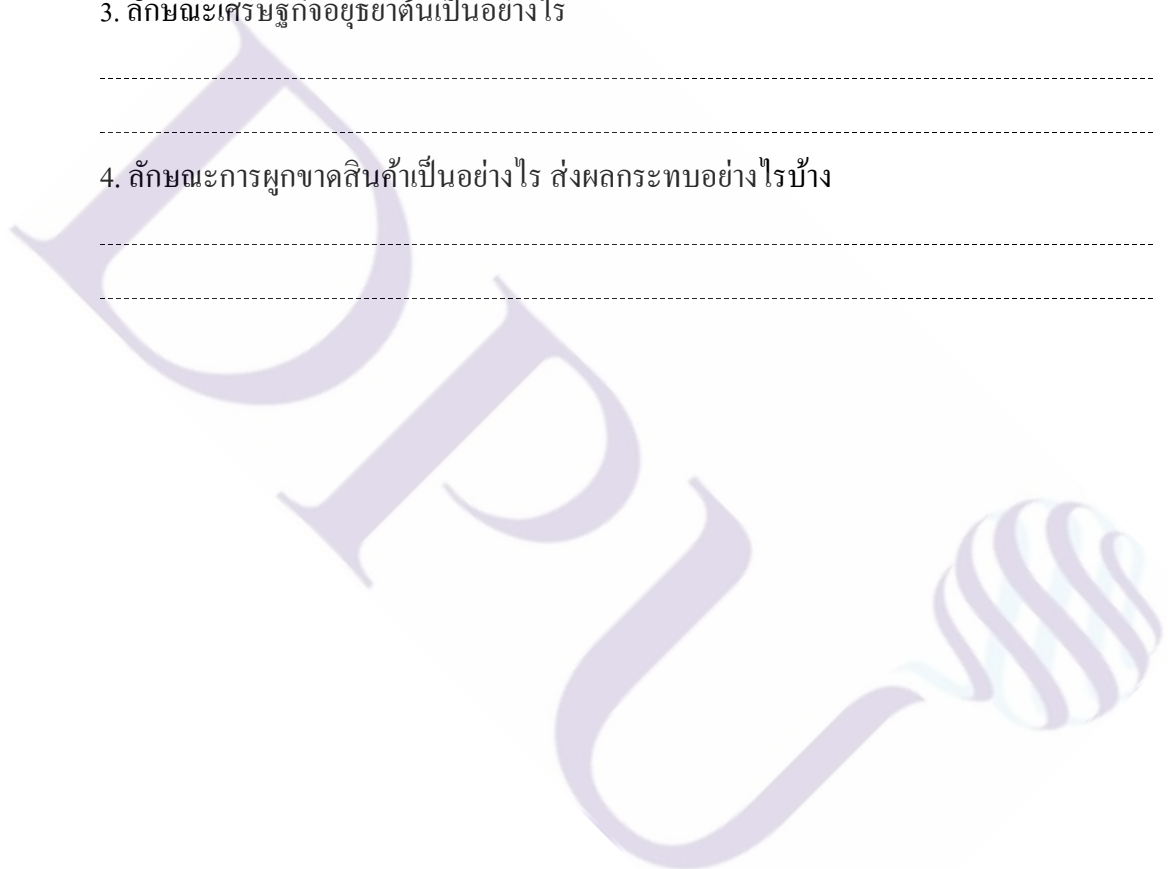 3. ลักษณะเศรษฐกิจอยุธยาต้นเป็นอย่างไร
4. ลักษณะการผูกขาดสินค้าเป็นอย่างไร ส่งผลกระทบอย่างไรบ้าง
DPU